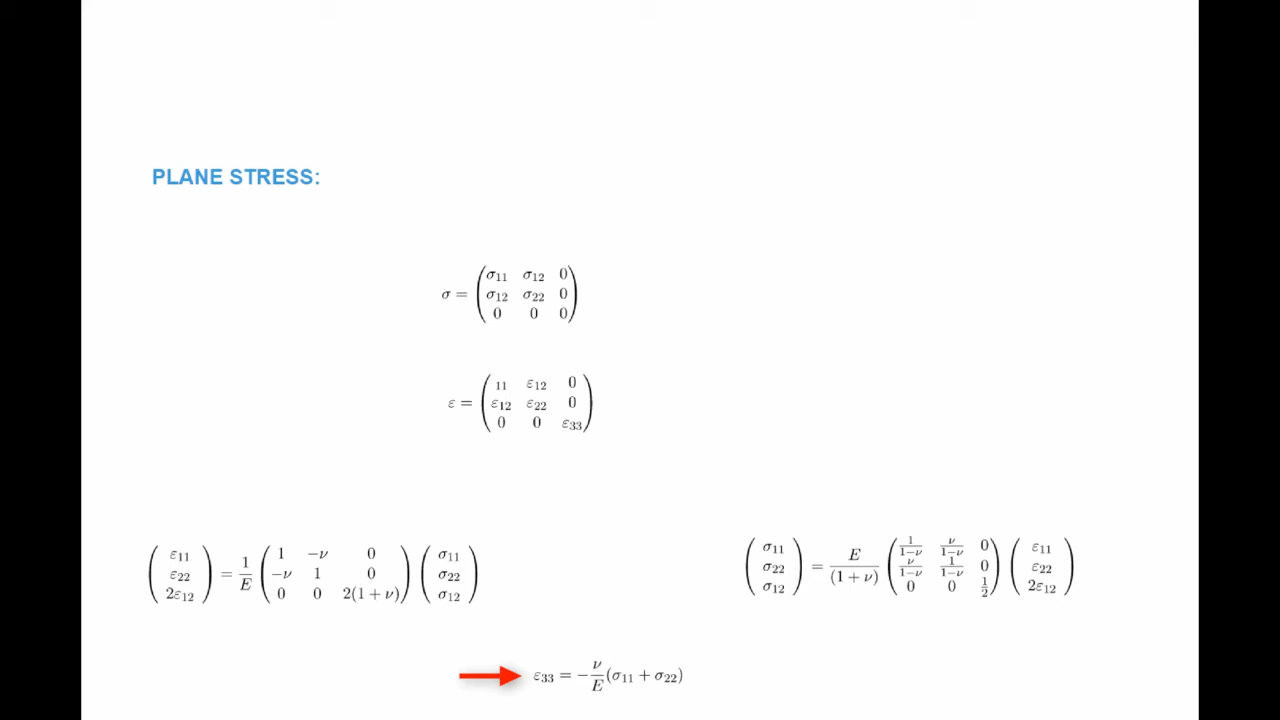 PLANE STRESS:
σ = ( σ₁₁ σ₁₂ 0
σ₁₂ σ₂₂ 0
0 0 0 )
ε = ( ₁₁ ε₁₂ 0
ε₁₂ ε₂₂ 0
0 0 ε₃₃ )
( ε₁₁ ε₂₂ 2ε₁₂ ) = 1/E ( 1 −ν 0
−ν 1 0
0 0 2(1 + ν) ) ( σ₁₁ σ₂₂ σ₁₂ )
( σ₁₁ σ₂₂ σ₁₂ ) = E/(1 + ν) ( 1/1−ν ν/1−ν 0
ν/1−ν 1/1−ν 0
0 0 1/2 ) ( ε₁₁ ε₂₂ 2ε₁₂ )
ε₃₃ = −ν/E (σ₁₁ + σ₂₂)